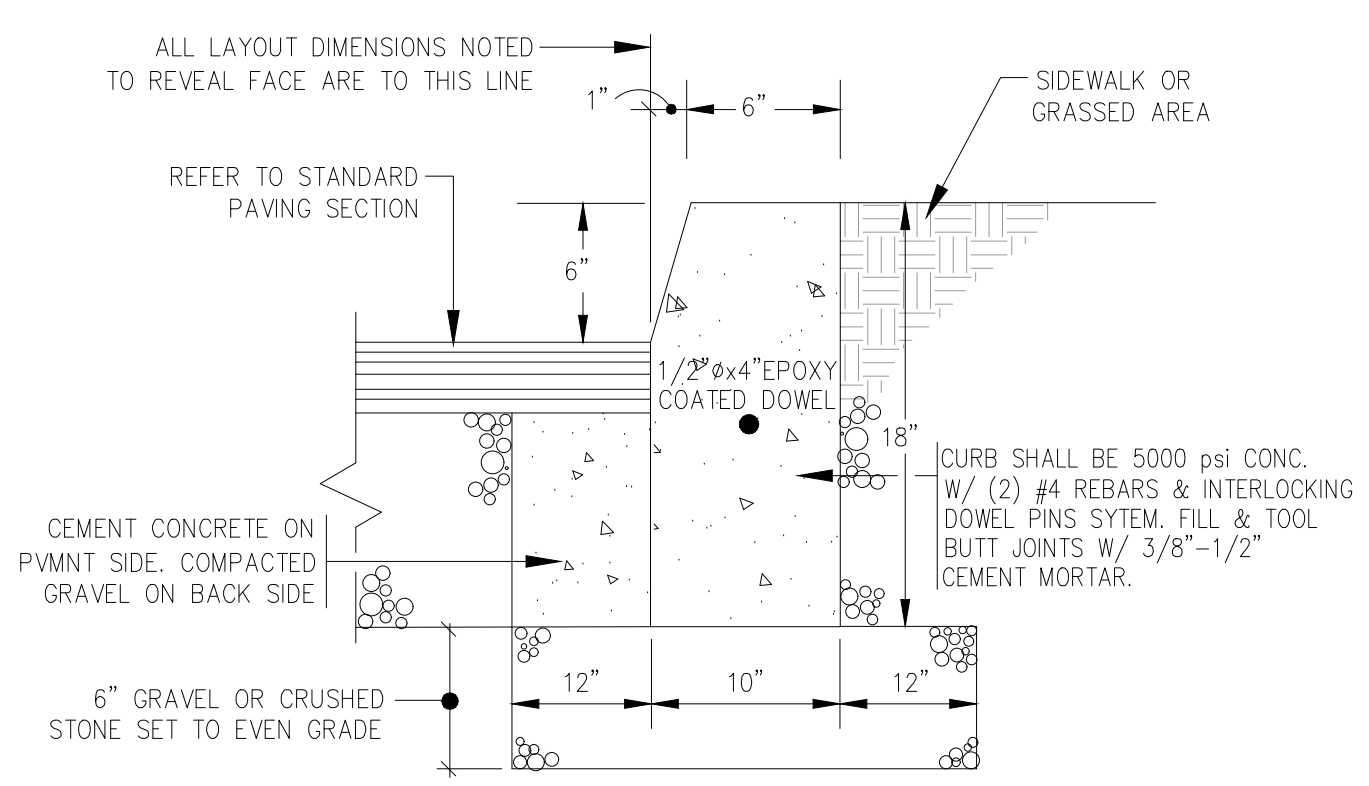 ALL LAYOUT DIMENSIONS NOTED
TO REVEAL FACE ARE TO THIS LINE
1"
6"
SIDEWALK OR
GRASSED AREA
REFER TO STANDARD
PAVING SECTION
6"
1/2"øx4"EPOXY
COATED DOWEL
18"
CURB SHALL BE 5000 psi CONC.
W/ (2) #4 REBARS & INTERLOCKING
DOWEL PINS SYTEM. FILL & TOOL
BUTT JOINTS W/ 3/8"-1/2"
CEMENT MORTAR.
CEMENT CONCRETE ON
PVMNT SIDE. COMPACTED
GRAVEL ON BACK SIDE
12"
10"
12"
6" GRAVEL OR CRUSHED
STONE SET TO EVEN GRADE